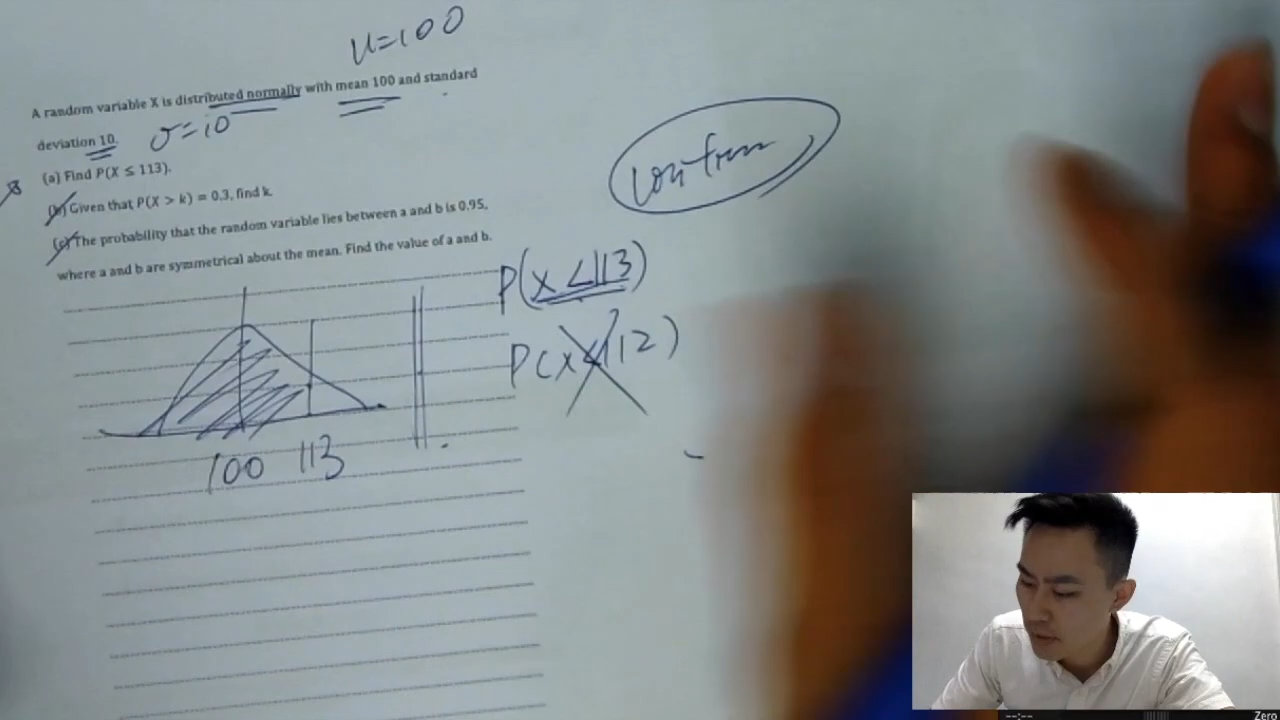 u=100
A random variable X is distributed normally with mean 100 and standard
deviation 10. σ=10
(a) Find P(X ≤ 113).
(b) Given that P(X > k) = 0.3, find k.
(c) The probability that the random variable lies between a and b is 0.95,
where a and b are symmetrical about the mean. Find the value of a and b.
P(x<113)
P(x<112)
100 113
--:--
Zero